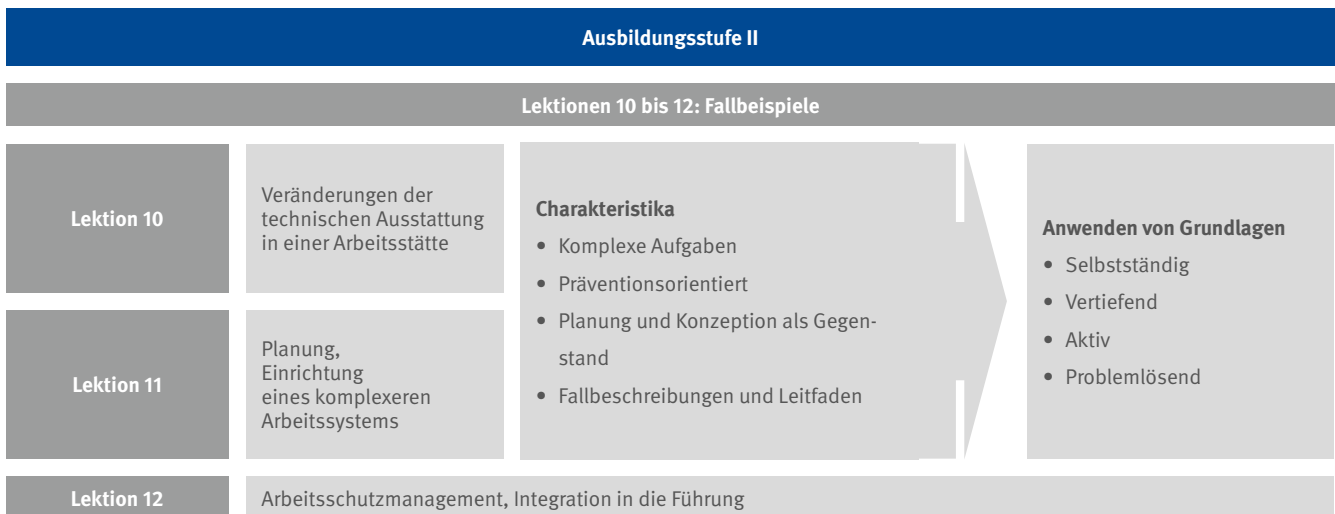 Ausbildungsstufe II
Lektionen 10 bis 12: Fallbeispiele
Lektion 10
Veränderungen der
technischen Ausstattung
in einer Arbeitsstätte
Lektion 11
Planung,
Einrichtung
eines komplexeren
Arbeitssystems
Charakteristika
• Komplexe Aufgaben
• Präventionsorientiert
• Planung und Konzeption als Gegen-
stand
• Fallbeschreibungen und Leitfaden
Anwenden von Grundlagen
• Selbstständig
• Vertiefend
• Aktiv
• Problemlösend
Lektion 12
Arbeitsschutzmanagement, Integration in die Führung